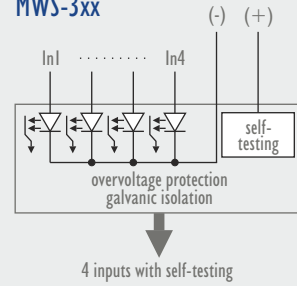 MWS-3xx
(-) (+)
In1 ......... In4
self-
testing
overvoltage protection
galvanic isolation
4 inputs with self-testing